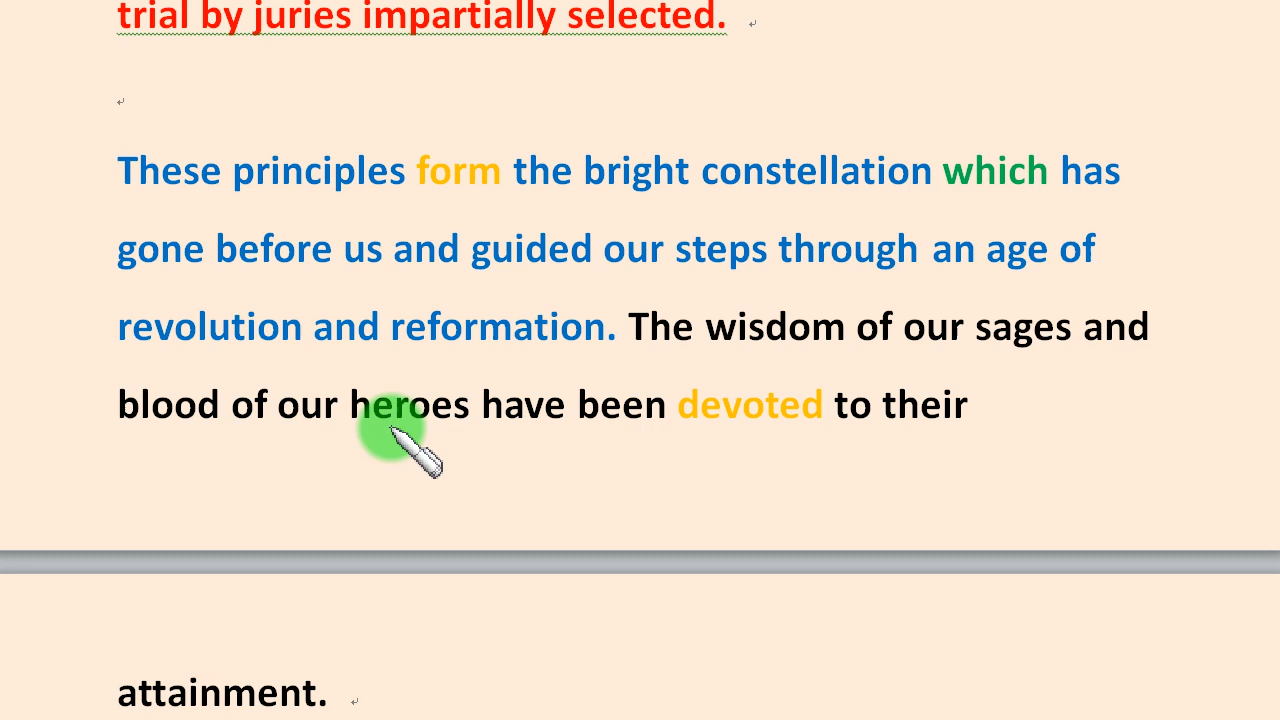 trial by juries impartially selected.
These principles form the bright constellation which has
gone before us and guided our steps through an age of
revolution and reformation. The wisdom of our sages and
blood of our heroes have been devoted to their
attainment.